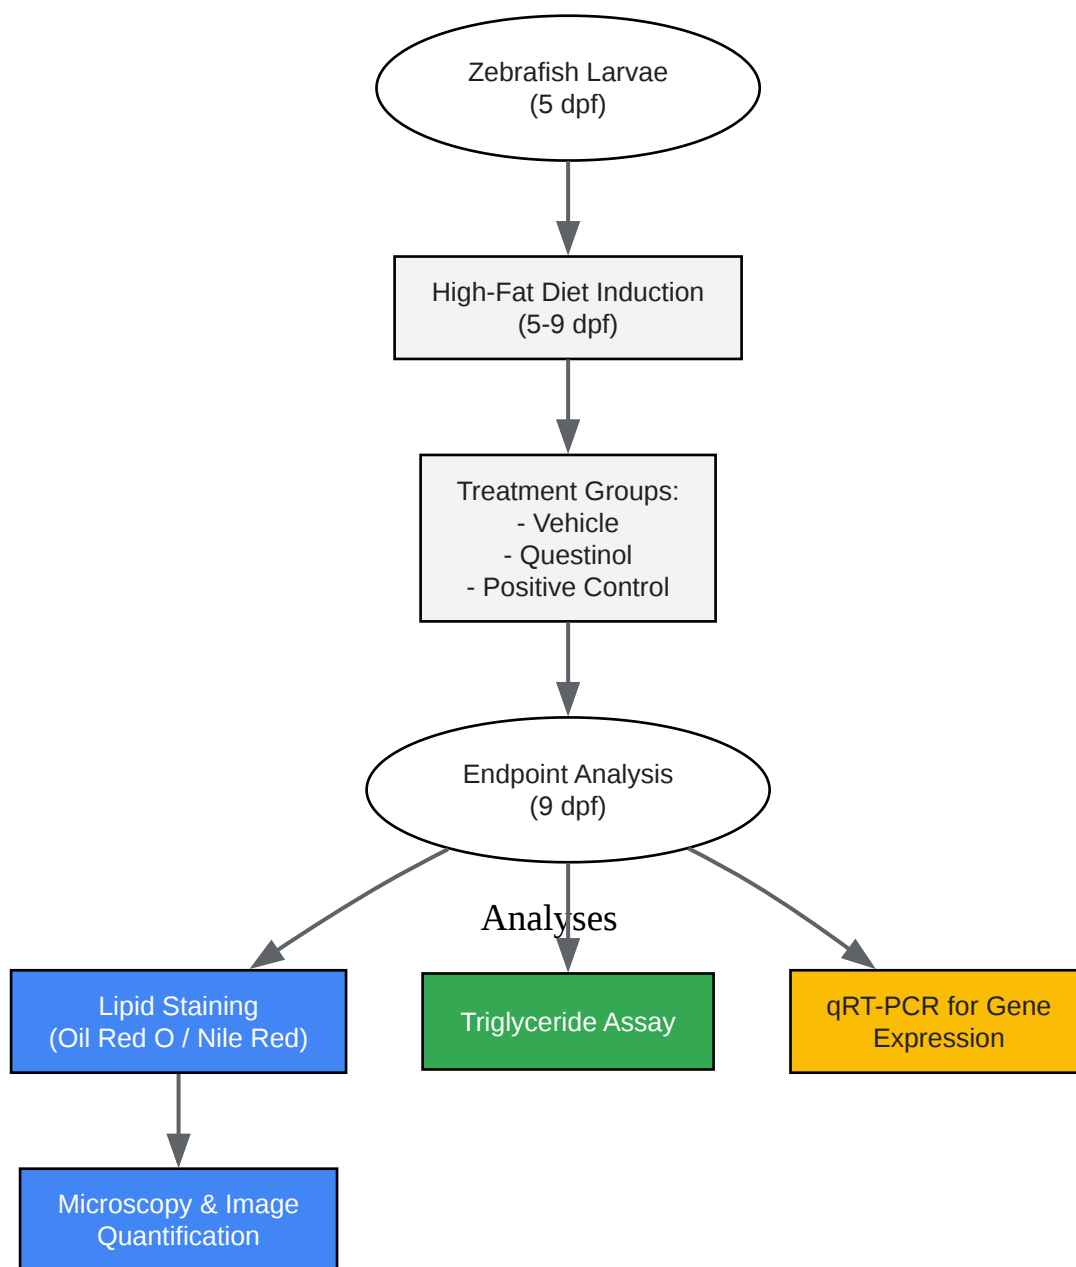 Zebrafish Larvae
(5 dpf)
High-Fat Diet Induction
(5-9 dpf)
Treatment Groups:
- Vehicle
- Questinol
- Positive Control
Endpoint Analysis
(9 dpf)
Analyses
Lipid Staining
(Oil Red O / Nile Red)
Triglyceride Assay
qRT-PCR for Gene
Expression
Microscopy & Image
Quantification